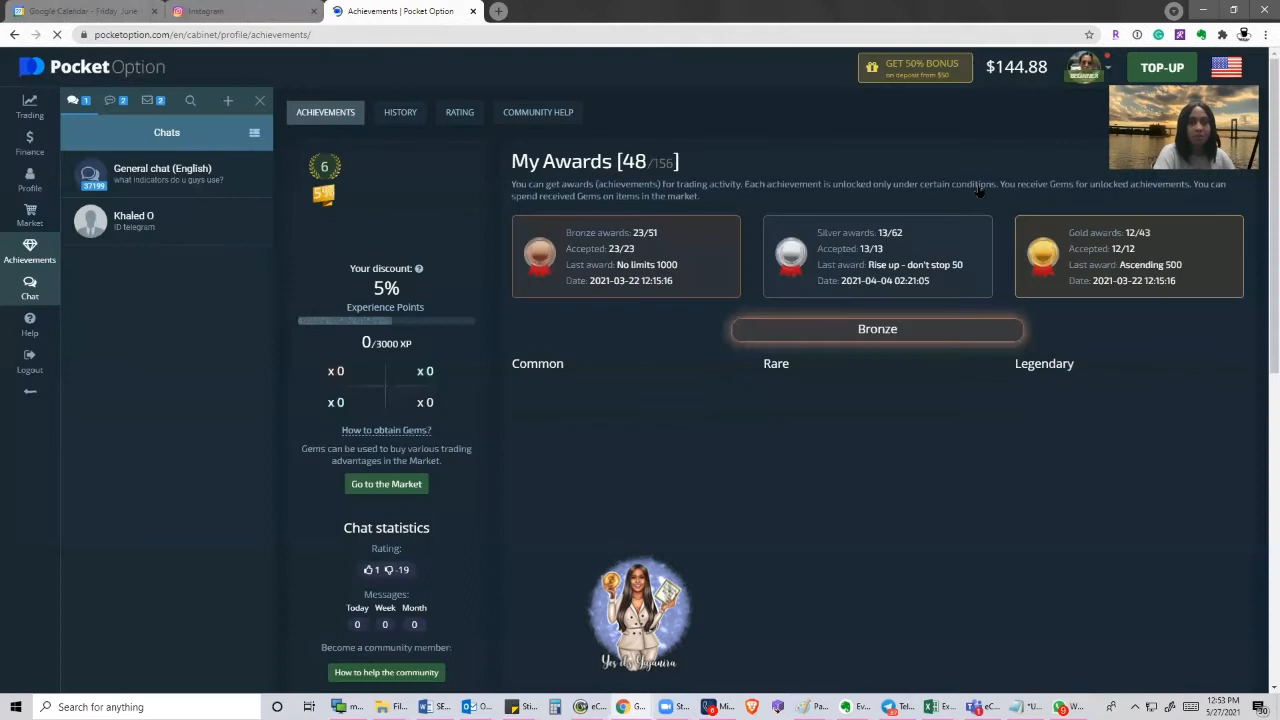 Google Calendar - Friday, June
Instagram
Achievements | Pocket Option
pocketoption.com/en/cabinet/profile/achievements/
PocketOption
GET 50% BONUS
on deposit from $50
$144.88
BEGINNER
TOP-UP
Trading
Finance
Profile
Market
Achievements
Chat
Help
Logout
1
2
2
Chats
General chat (English)
what indicators do u guys use?
37199
Khaled O
ID telegram
ACHIEVEMENTS
HISTORY
RATING
COMMUNITY HELP
6
5%
Your discount:
5%
Experience Points
0/3000 XP
x 0
x 0
x 0
x 0
How to obtain Gems?
Gems can be used to buy various trading
advantages in the Market.
Go to the Market
Chat statistics
Rating:
1 -19
Messages:
Today Week Month
0 0 0
Become a community member:
How to help the community
My Awards [48/156]
You can get awards (achievements) for trading activity. Each achievement is unlocked only under certain conditions. You receive Gems for unlocked achievements. You can
spend received Gems on items in the market.
Bronze awards: 23/51
Accepted: 23/23
Last award: No limits 1000
Date: 2021-03-22 12:15:16
Silver awards: 13/62
Accepted: 13/13
Last award: Rise up - don't stop 50
Date: 2021-04-04 02:21:05
Gold awards: 12/43
Accepted: 12/12
Last award: Ascending 500
Date: 2021-03-22 12:15:16
Bronze
Common
Rare
Legendary
Search for anything
12:53 PM
5/27/2021